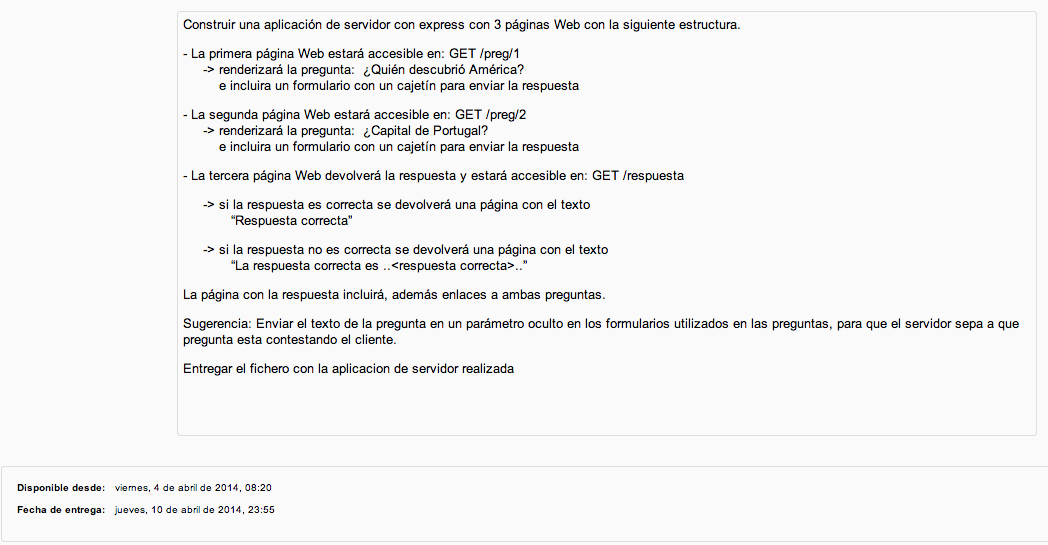 Construir una aplicación de servidor con express con 3 páginas Web con la siguiente estructura.
- La primera página Web estará accesible en: GET /preg/1
-> renderizará la pregunta: ¿Quién descubrió América?
e incluira un formulario con un cajetín para enviar la respuesta
- La segunda página Web estará accesible en: GET /preg/2
-> renderizará la pregunta: ¿Capital de Portugal?
e incluira un formulario con un cajetín para enviar la respuesta
- La tercera página Web devolverá la respuesta y estará accesible en: GET /respuesta
-> si la respuesta es correcta se devolverá una página con el texto
“Respuesta correcta”
-> si la respuesta no es correcta se devolverá una página con el texto
“La respuesta correcta es ..<respuesta correcta>..”
La página con la respuesta incluirá, además enlaces a ambas preguntas.
Sugerencia: Enviar el texto de la pregunta en un parámetro oculto en los formularios utilizados en las preguntas, para que el servidor sepa a que
pregunta esta contestando el cliente.
Entregar el fichero con la aplicacion de servidor realizada
Disponible desde: viernes, 4 de abril de 2014, 08:20
Fecha de entrega: jueves, 10 de abril de 2014, 23:55